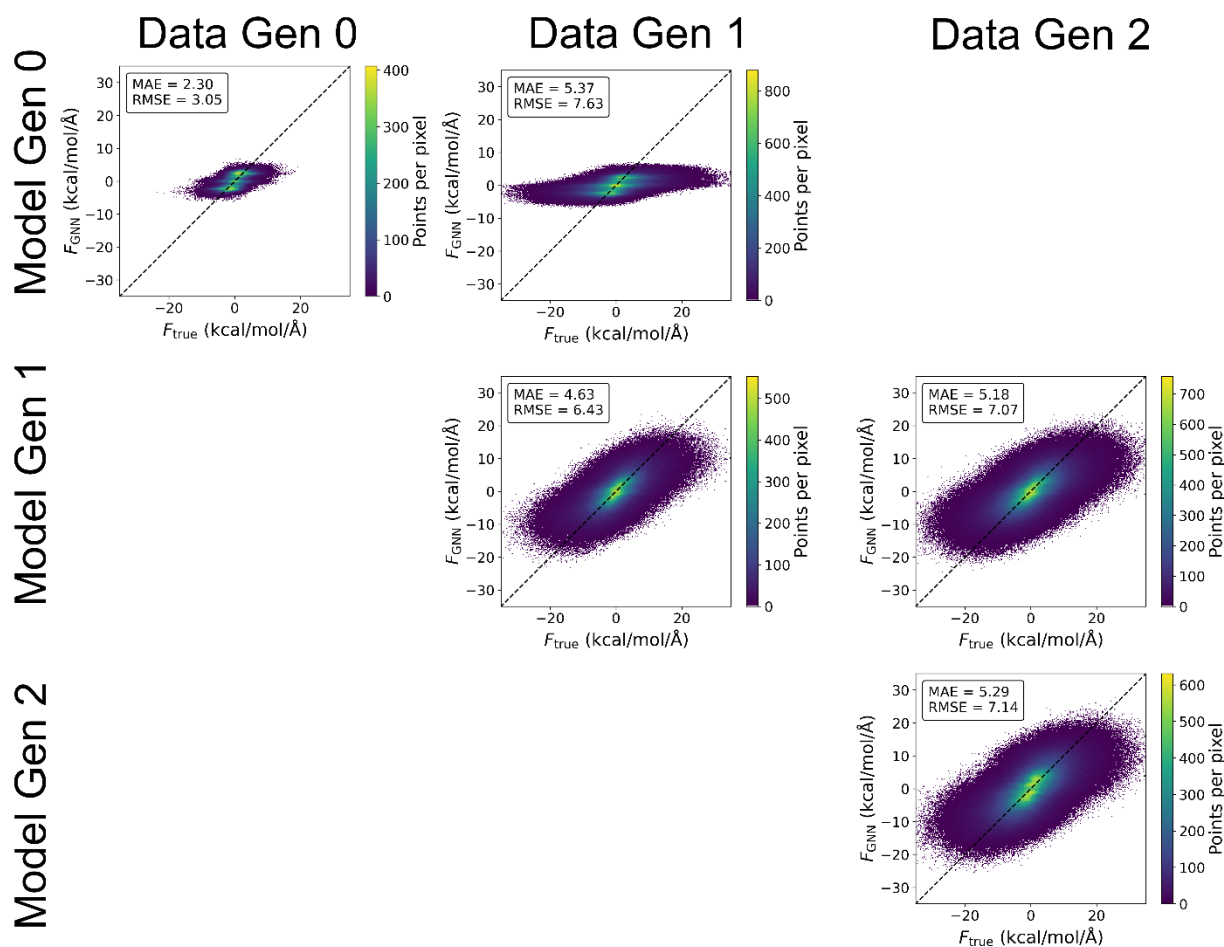 Data Gen 0
Data Gen 1
Data Gen 2
Model Gen 0
MAE = 2.30
RMSE = 3.05
30
20
10
0
−10
−20
−30
F_GNN (kcal/mol/Å)
−20
0
20
F_true (kcal/mol/Å)
400
300
200
100
0
Points per pixel
MAE = 5.37
RMSE = 7.63
30
20
10
0
−10
−20
−30
F_GNN (kcal/mol/Å)
−20
0
20
F_true (kcal/mol/Å)
800
600
400
200
0
Points per pixel
Model Gen 1
MAE = 4.63
RMSE = 6.43
30
20
10
0
−10
−20
−30
F_GNN (kcal/mol/Å)
−20
0
20
F_true (kcal/mol/Å)
500
400
300
200
100
0
Points per pixel
MAE = 5.18
RMSE = 7.07
30
20
10
0
−10
−20
−30
F_GNN (kcal/mol/Å)
−20
0
20
F_true (kcal/mol/Å)
700
600
500
400
300
200
100
0
Points per pixel
Model Gen 2
MAE = 5.29
RMSE = 7.14
30
20
10
0
−10
−20
−30
F_GNN (kcal/mol/Å)
−20
0
20
F_true (kcal/mol/Å)
600
500
400
300
200
100
0
Points per pixel